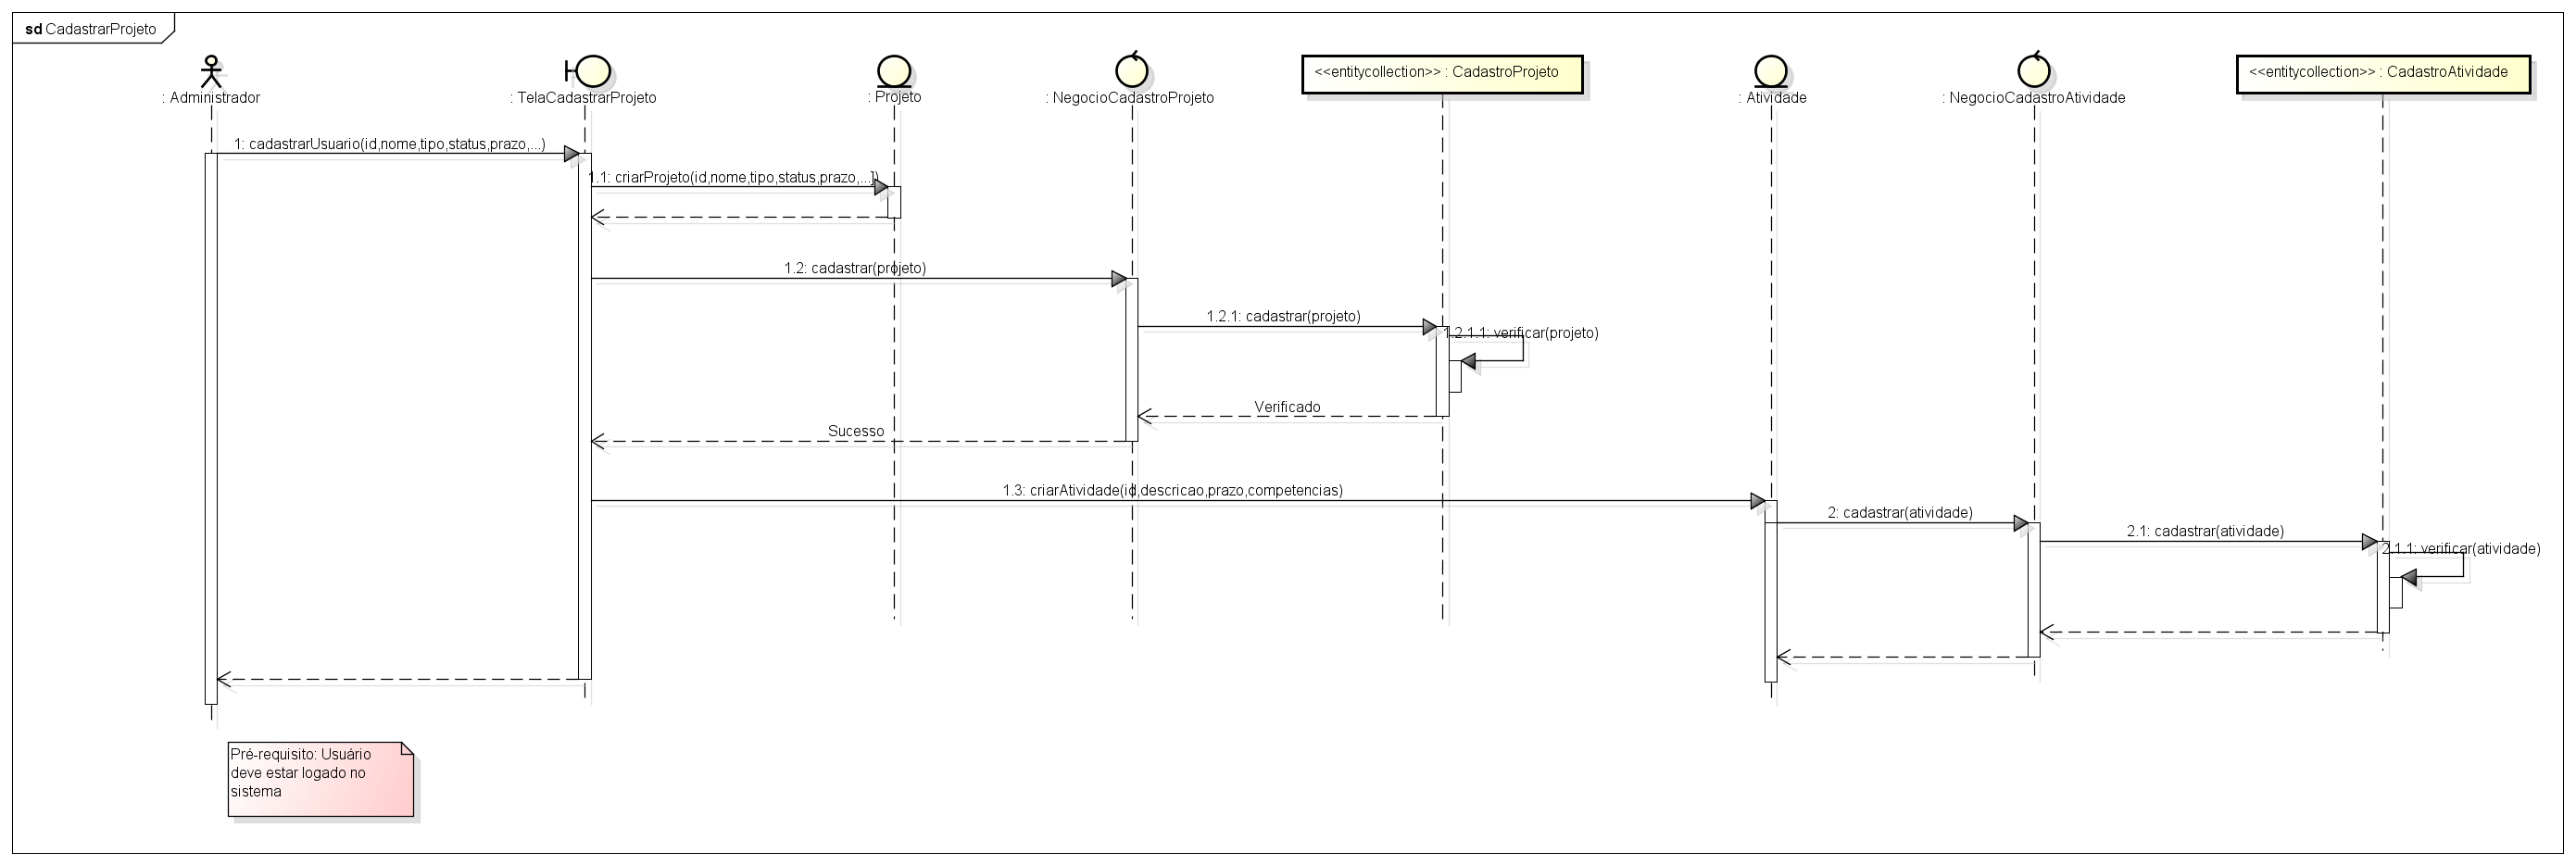 sd CadastrarProjeto
: Administrador
: TelaCadastrarProjeto
: Projeto
: NegocioCadastroProjeto
<<entitycollection>> : CadastroProjeto
: Atividade
: NegocioCadastroAtividade
<<entitycollection>> : CadastroAtividade
1: cadastrarUsuario(id,nome,tipo,status,prazo,...)
1.1: criarProjeto(id,nome,tipo,status,prazo,...])
1.2: cadastrar(projeto)
1.2.1: cadastrar(projeto)
1.2.1.1: verificar(projeto)
Verificado
Sucesso
1.3: criarAtividade(id,descricao,prazo,competencias)
2: cadastrar(atividade)
2.1: cadastrar(atividade)
2.1.1: verificar(atividade)
Pré-requisito: Usuário
deve estar logado no
sistema